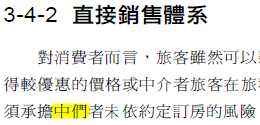 3-4-2 直接銷售體系
對消費者而言，旅客雖然可以
得較優惠的價格或中介者旅客在旅
須承擔中們者未依約定訂房的風險